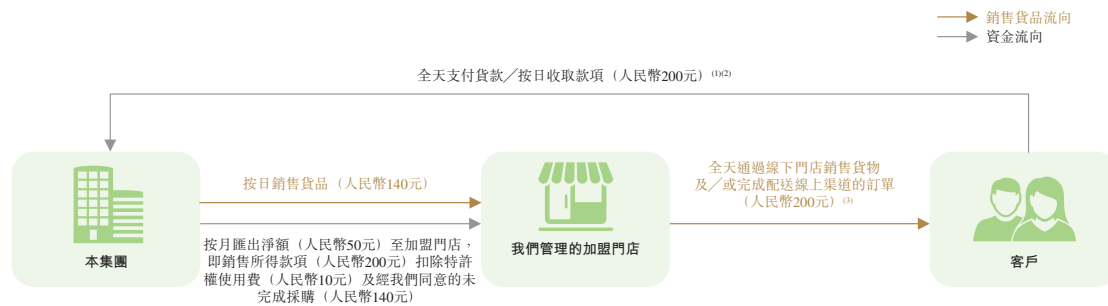 銷售貨品流向
資金流向
全天支付貨款／按日收取款項（人民幣200元）(1)(2)
按日銷售貨品（人民幣140元）
全天通過線下門店銷售貨物
及／或完成配送線上渠道的訂單
（人民幣200元）(3)
按月匯出淨額（人民幣50元）至加盟門店，
即銷售所得款項（人民幣200元）扣除特許
權使用費（人民幣10元）及經我們同意的未
完成採購（人民幣140元）
本集團
我們管理的加盟門店
客戶